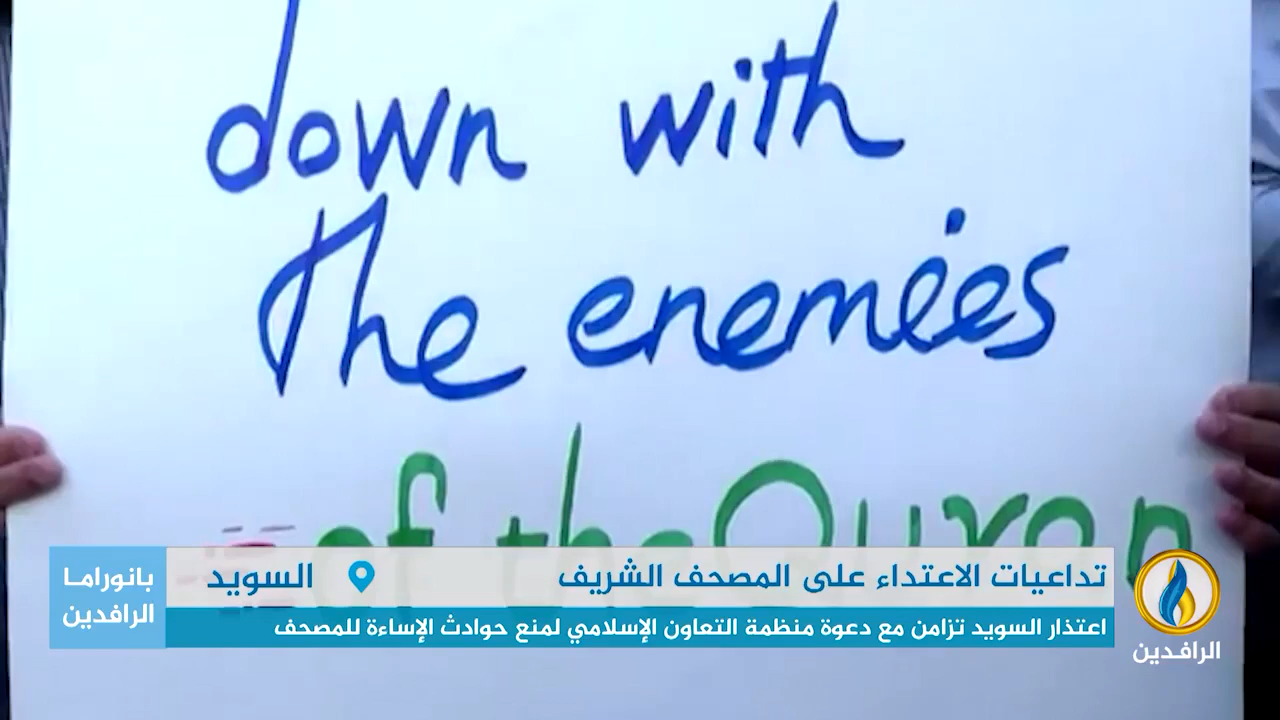 down with
The enemies
of the Quran
تداعيات الاعتداء على المصحف الشريف
السويد
اعتذار السويد تزامن مع دعوة منظمة التعاون الإسلامي لمنع حوادث الإساءة للمصحف
بانوراما
الرافدين
الرافدين